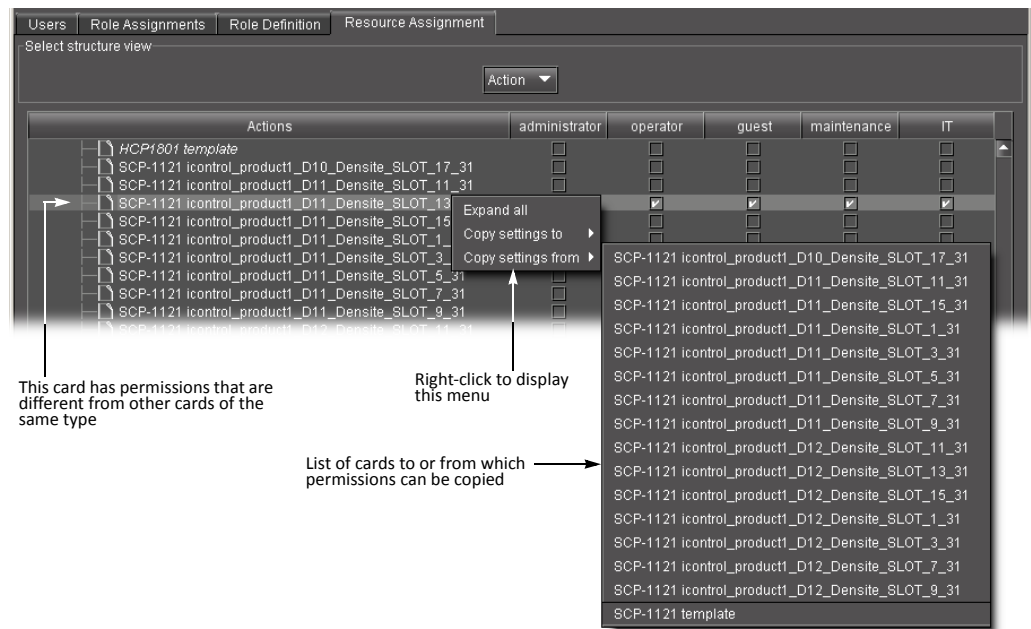 Users Role Assignments Role Definition Resource Assignment
Select structure view
Action
Actions administrator operator guest maintenance IT
HCP1801 template
SCP-1121 icontrol_product1_D10_Densite_SLOT_17_31
SCP-1121 icontrol_product1_D11_Densite_SLOT_11_31
SCP-1121 icontrol_product1_D11_Densite_SLOT_13
SCP-1121 icontrol_product1_D11_Densite_SLOT_15
SCP-1121 icontrol_product1_D11_Densite_SLOT_1_
SCP-1121 icontrol_product1_D11_Densite_SLOT_3_
SCP-1121 icontrol_product1_D11_Densite_SLOT_5_31
SCP-1121 icontrol_product1_D11_Densite_SLOT_7_31
SCP-1121 icontrol_product1_D11_Densite_SLOT_9_31
SCP-1121 icontrol_product1_D12_Densite_SLOT_11_31
Expand all
Copy settings to
Copy settings from
SCP-1121 icontrol_product1_D10_Densite_SLOT_17_31
SCP-1121 icontrol_product1_D11_Densite_SLOT_11_31
SCP-1121 icontrol_product1_D11_Densite_SLOT_15_31
SCP-1121 icontrol_product1_D11_Densite_SLOT_1_31
SCP-1121 icontrol_product1_D11_Densite_SLOT_3_31
SCP-1121 icontrol_product1_D11_Densite_SLOT_5_31
SCP-1121 icontrol_product1_D11_Densite_SLOT_7_31
SCP-1121 icontrol_product1_D11_Densite_SLOT_9_31
SCP-1121 icontrol_product1_D12_Densite_SLOT_11_31
SCP-1121 icontrol_product1_D12_Densite_SLOT_13_31
SCP-1121 icontrol_product1_D12_Densite_SLOT_15_31
SCP-1121 icontrol_product1_D12_Densite_SLOT_1_31
SCP-1121 icontrol_product1_D12_Densite_SLOT_3_31
SCP-1121 icontrol_product1_D12_Densite_SLOT_7_31
SCP-1121 icontrol_product1_D12_Densite_SLOT_9_31
SCP-1121 template
This card has permissions that are
different from other cards of the
same type
Right-click to display
this menu
List of cards to or from which
permissions can be copied